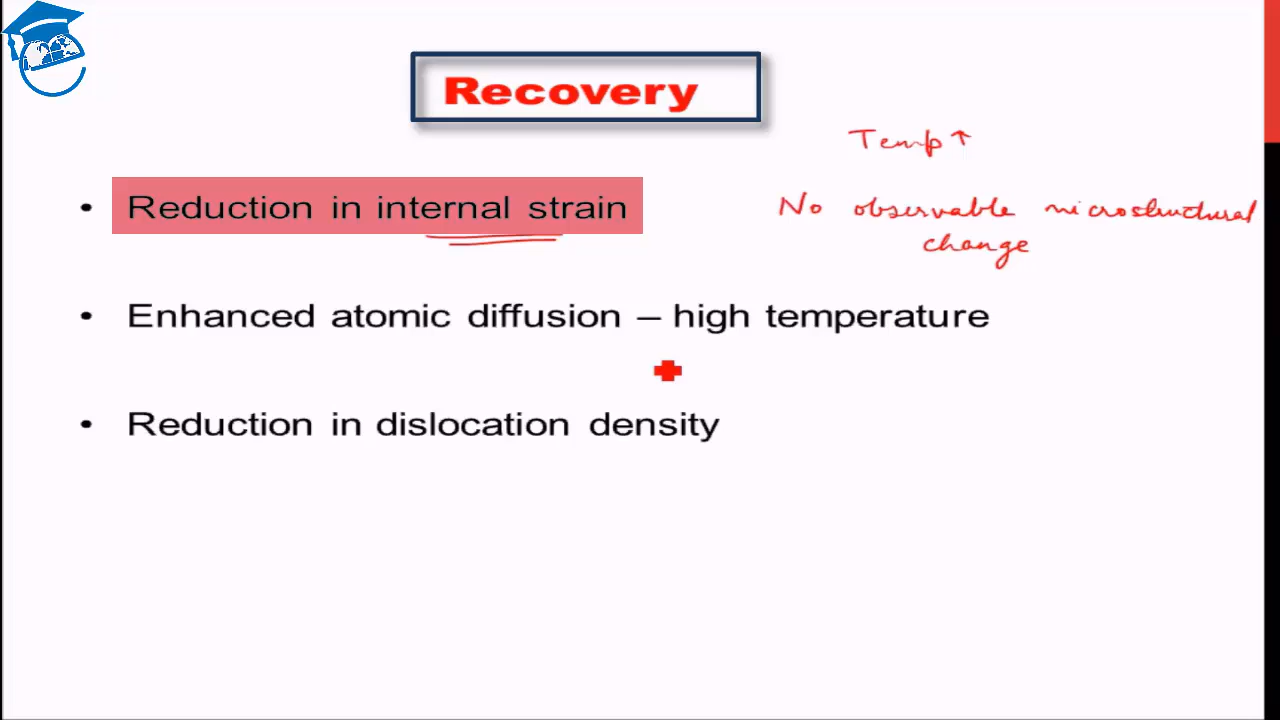 Recovery
Temp ↑
• Reduction in internal strain
No observable microstructural
change
• Enhanced atomic diffusion – high temperature
• Reduction in dislocation density